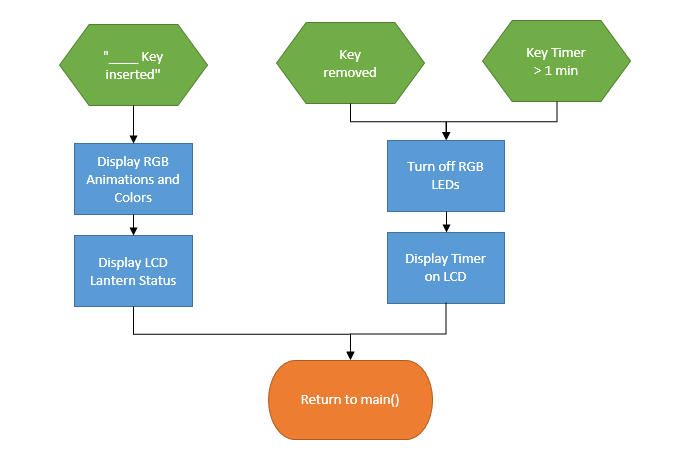 "____ Key
inserted"
Key
removed
Key Timer
> 1 min
Display RGB
Animations and
Colors
Turn off RGB
LEDs
Display LCD
Lantern Status
Display Timer
on LCD
Return to main()